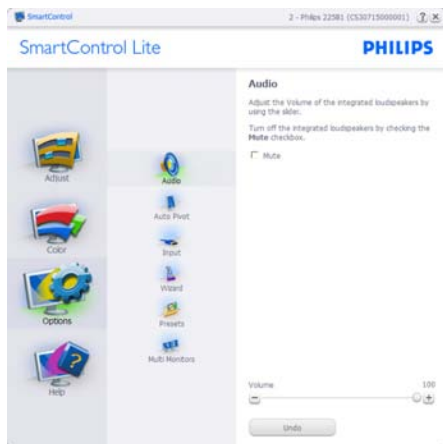 SmartControl
2 - Philips 225B1 (CS30715000001)
SmartControl Lite
PHILIPS
Adjust
Color
Options
Help
Audio
Auto Pivot
Input
Wizard
Presets
Multi Monitors
Audio
Adjust the Volume of the integrated loudspeakers by
using the slider.
Turn off the integrated loudspeakers by checking the
Mute checkbox.
Mute
Volume 100
Undo